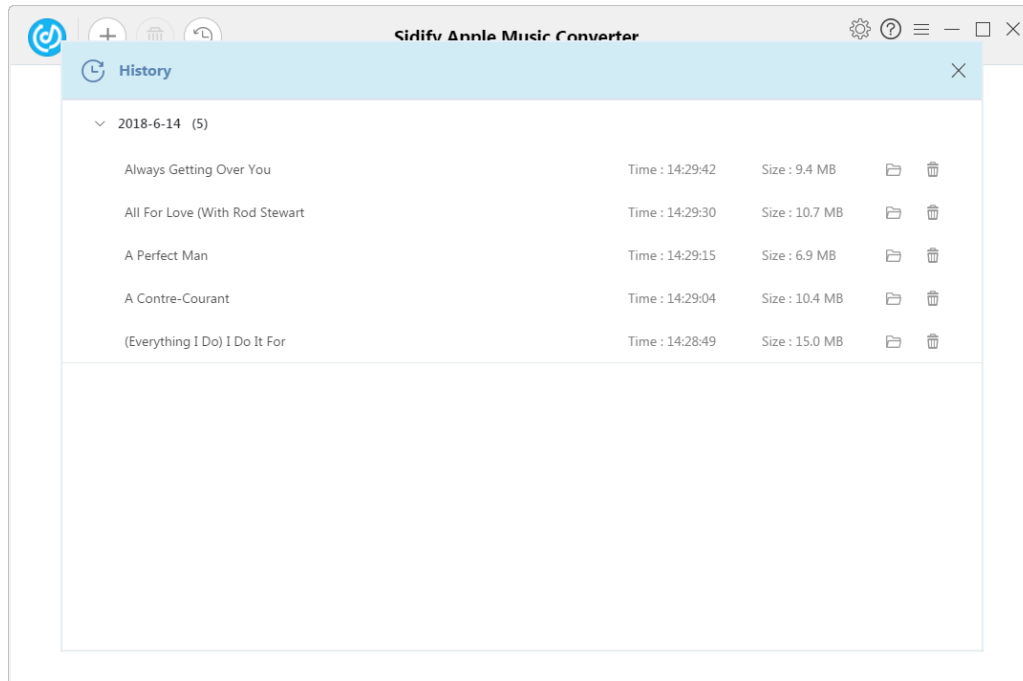 Sidify Apple Music Converter
History
2018-6-14 (5)
Always Getting Over You Time : 14:29:42 Size : 9.4 MB
All For Love (With Rod Stewart Time : 14:29:30 Size : 10.7 MB
A Perfect Man Time : 14:29:15 Size : 6.9 MB
A Contre-Courant Time : 14:29:04 Size : 10.4 MB
(Everything I Do) I Do It For Time : 14:28:49 Size : 15.0 MB